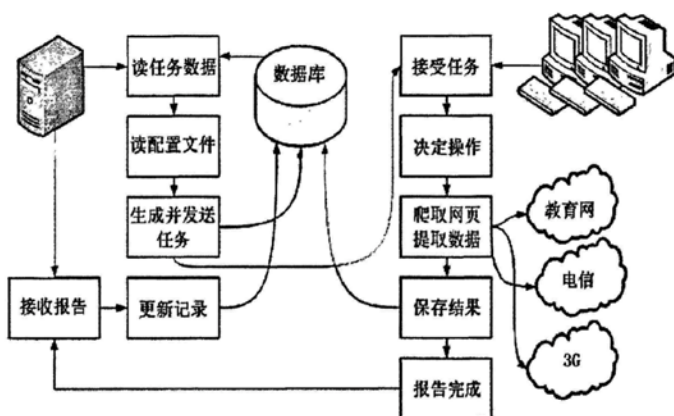 读任务数据
数据库
接受任务
读配置文件
决定操作
生成并发送
任务
爬取网页
提取数据
教育网
电信
接收报告
更新记录
保存结果
3G
报告完成